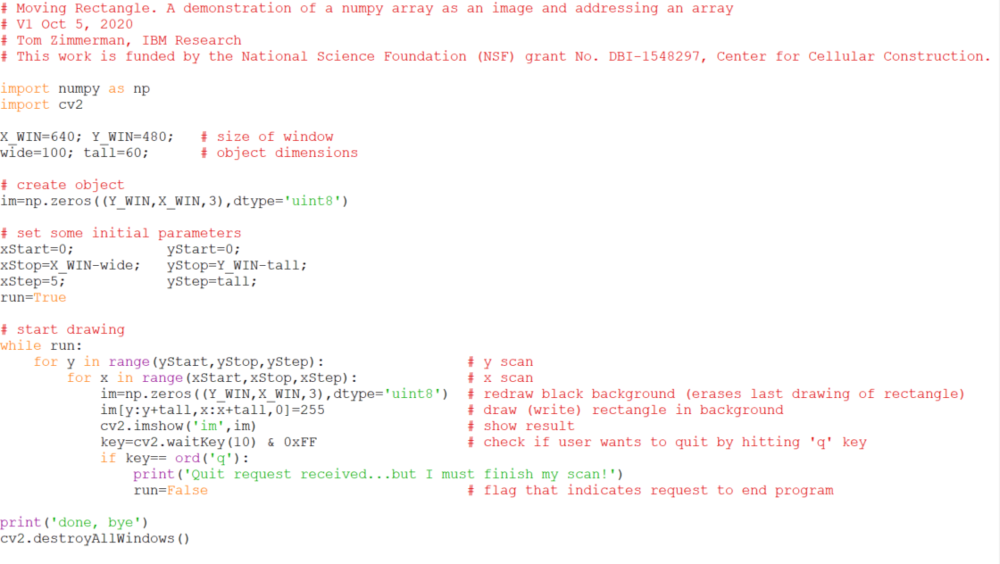 # Moving Rectangle. A demonstration of a numpy array as an image and addressing an array
# V1 Oct 5, 2020
# Tom Zimmerman, IBM Research
# This work is funded by the National Science Foundation (NSF) grant No. DBI-1548297, Center for Cellular Construction.
import numpy as np
import cv2
X_WIN=640; Y_WIN=480;   # size of window
wide=100; tall=60;      # object dimensions
# create object
im=np.zeros((Y_WIN,X_WIN,3),dtype='uint8')
# set some initial parameters
xStart=0;           yStart=0;
xStop=X_WIN-wide;   yStop=Y_WIN-tall;
xStep=5;            yStep=tall;
run=True
# start drawing
while run:
    for y in range(yStart,yStop,yStep):                 # y scan
        for x in range(xStart,xStop,xStep):             # x scan
            im=np.zeros((Y_WIN,X_WIN,3),dtype='uint8')  # redraw black background (erases last drawing of rectangle)
            im[y:y+tall,x:x+tall,0]=255                 # draw (write) rectangle in background
            cv2.imshow('im',im)                         # show result
            key=cv2.waitKey(10) & 0xFF                  # check if user wants to quit by hitting 'q' key
            if key== ord('q'):
                print('Quit request received...but I must finish my scan!')
                run=False                               # flag that indicates request to end program
print('done, bye')
cv2.destroyAllWindows()